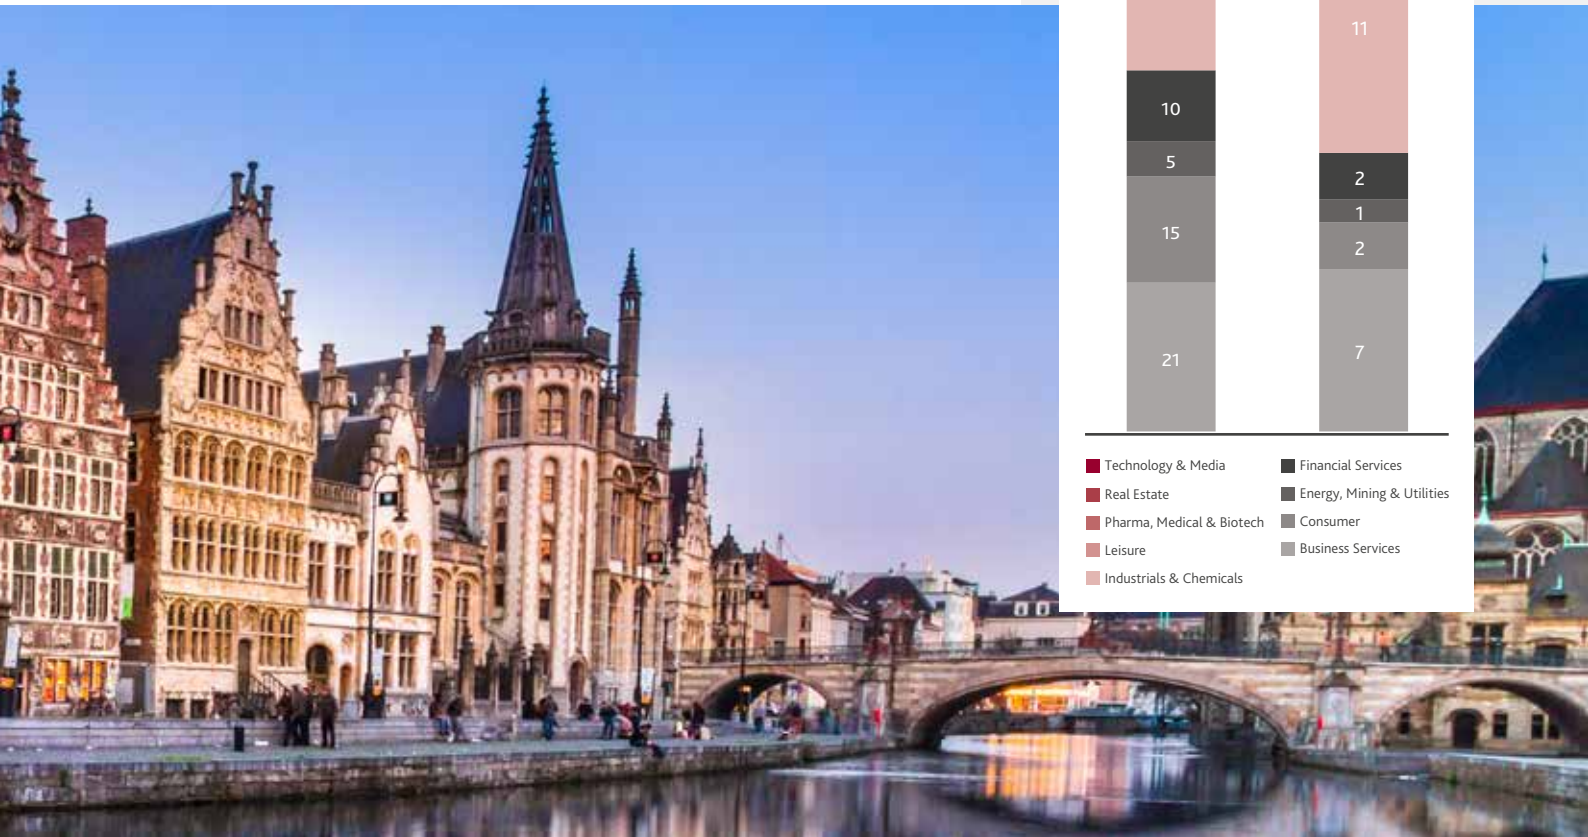 11
10
2
5
1
15
2
21
7
Technology & Media
Real Estate
Pharma, Medical & Biotech
Leisure
Industrials & Chemicals
Financial Services
Energy, Mining & Utilities
Consumer
Business Services